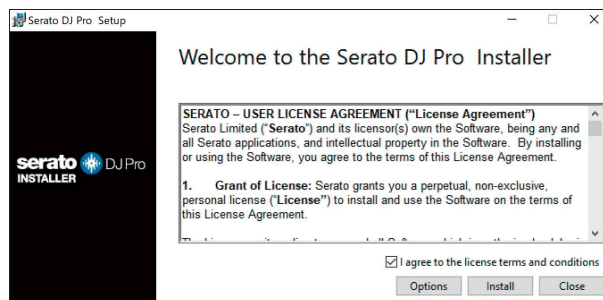 Serato DJ Pro Setup
Welcome to the Serato DJ Pro Installer
SERATO – USER LICENSE AGREEMENT (“License Agreement”)
Serato Limited (“Serato”) and its licensor(s) own the Software, being any and
all Serato applications, and intellectual property in the Software. By installing
or using the Software, you agree to the terms of this License Agreement.
1. Grant of License: Serato grants you a perpetual, non-exclusive,
personal license (“License”) to install and use the Software on the terms of
this License Agreement.
serato DJ Pro
INSTALLER
I agree to the license terms and conditions
Options Install Close